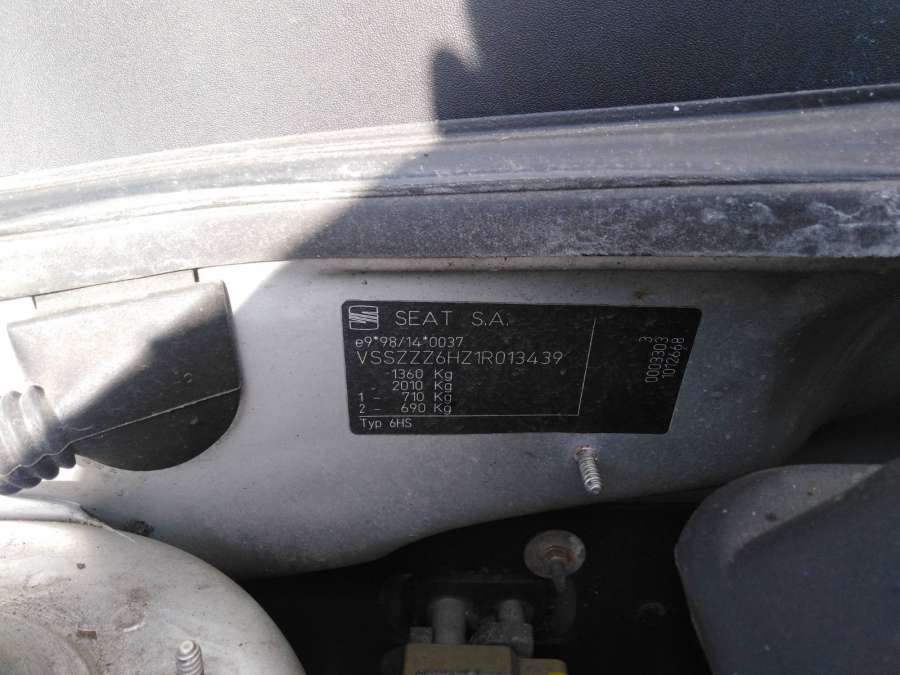 SEAT S.A.
e9*98/14*0037
VSSZZZ6HZ1R013439
1360 Kg
2010 Kg
1 - 710 Kg
2 - 690 Kg
Typ 6HS
0003303 3
1012668